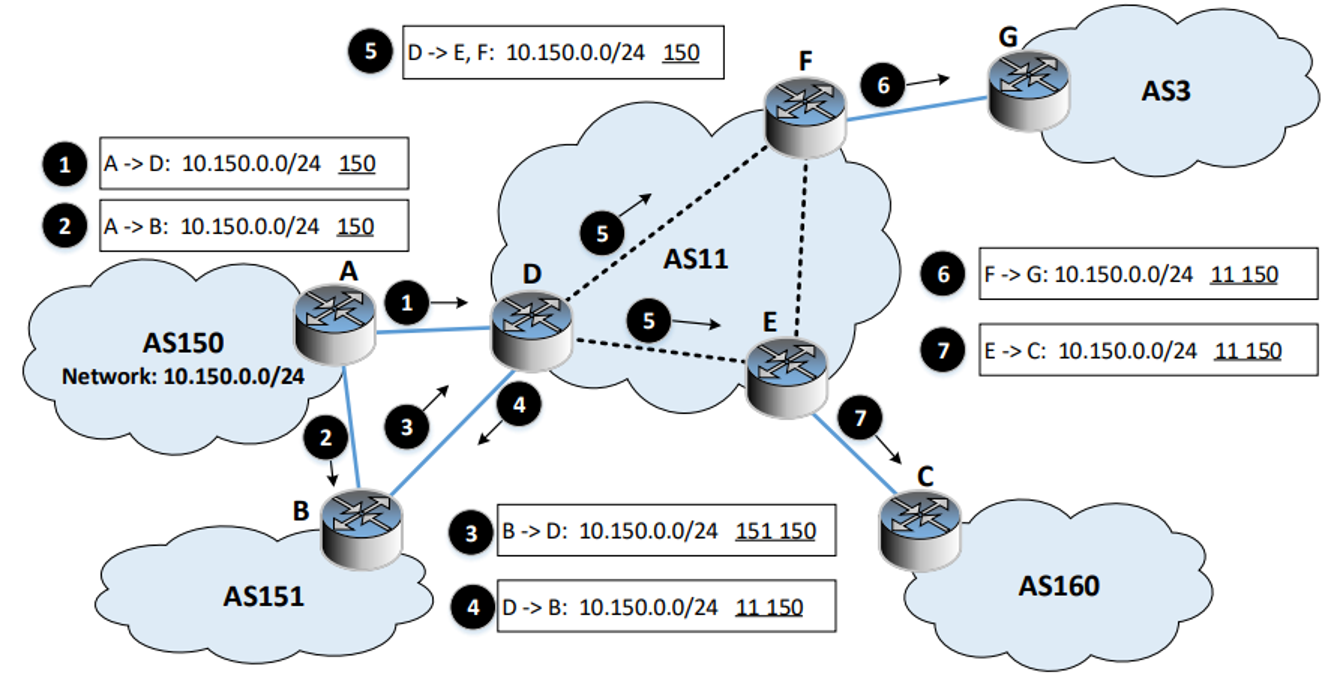 5 D -> E, F: 10.150.0.0/24 150
F
G
6
AS3
1 A -> D: 10.150.0.0/24 150
2 A -> B: 10.150.0.0/24 150
5
AS11
6 F -> G: 10.150.0.0/24 11 150
A
1
D
5
E
AS150
Network: 10.150.0.0/24
7 E -> C: 10.150.0.0/24 11 150
3
4
2
7
B
C
3 B -> D: 10.150.0.0/24 151 150
AS151
4 D -> B: 10.150.0.0/24 11 150
AS160